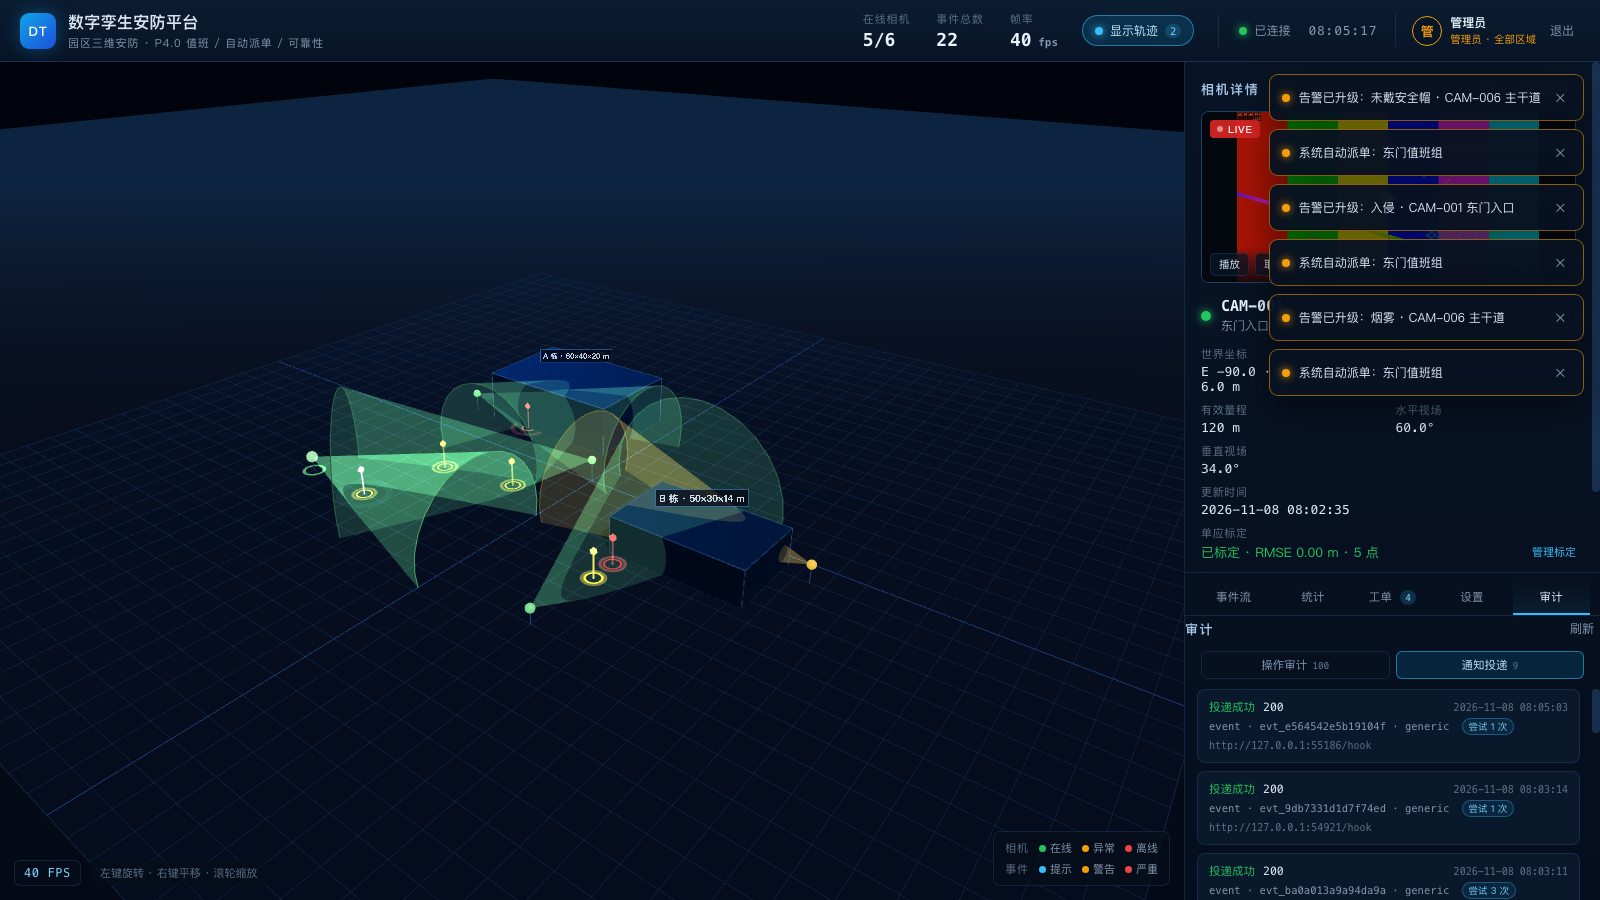 DT
数字孪生安防平台
园区三维安防 · P4.0 值班 / 自动派单 / 可靠性
在线相机
5/6
事件总数
22
帧率
40 fps
显示轨迹 2
已连接
08:05:17
管
管理员
管理员 · 全部区域
退出
A 栋 · 60×40×20 m
B 栋 · 50×30×14 m
40 FPS
左键旋转 · 右键平移 · 滚轮缩放
相机 在线 异常 离线
事件 提示 警告 严重
相机详情
LIVE
播放
告警已升级: 未戴安全帽 · CAM-006 主干道 ×
系统自动派单: 东门值班组 ×
告警已升级: 入侵 · CAM-001 东门入口 ×
系统自动派单: 东门值班组 ×
告警已升级: 烟雾 · CAM-006 主干道 ×
系统自动派单: 东门值班组 ×
CAM-00
东门入口
世界坐标
E -90.0 ·
6.0 m
有效量程
120 m
水平视场
60.0°
垂直视场
34.0°
更新时间
2026-11-08 08:02:35
单应标定
已标定 · RMSE 0.00 m · 5 点
管理标定
事件流
统计
工单 4
设置
审计
审计
刷新
操作审计 100
通知投递 9
投递成功 200
2026-11-08 08:05:03
event · evt_e564542e5b19104f · generic 尝试 1 次
http://127.0.0.1:55186/hook
投递成功 200
2026-11-08 08:03:14
event · evt_9db7331d1d7f74ed · generic 尝试 1 次
http://127.0.0.1:54921/hook
投递成功 200
2026-11-08 08:03:11
event · evt_ba0a013a9a94da9a · generic 尝试 3 次